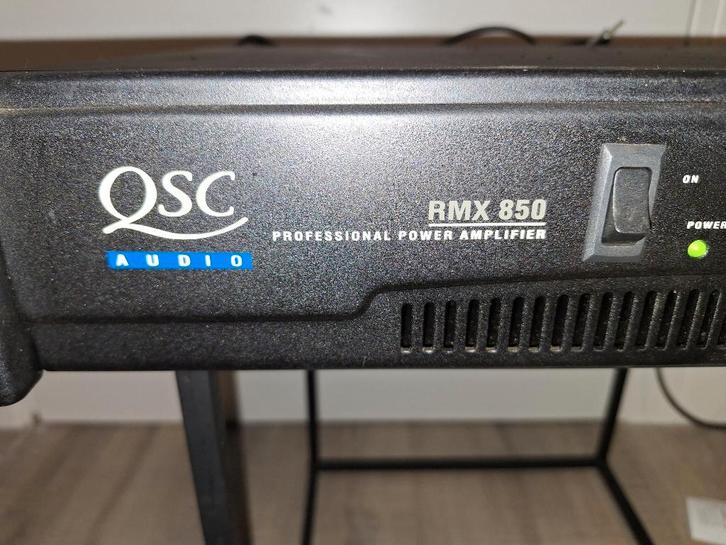 QSC
AUDIO
RMX 850
PROFESSIONAL POWER AMPLIFIER
ON
POWER